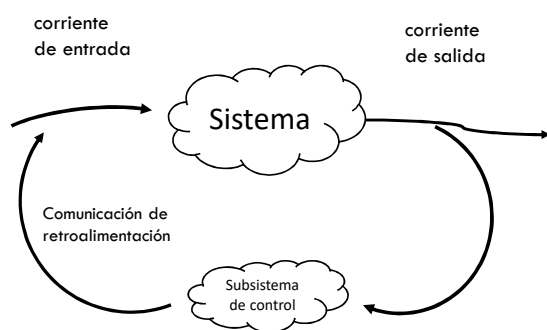 corriente
de entrada
corriente
de salida
Sistema
Comunicación de
retroalimentación
Subsistema
de control